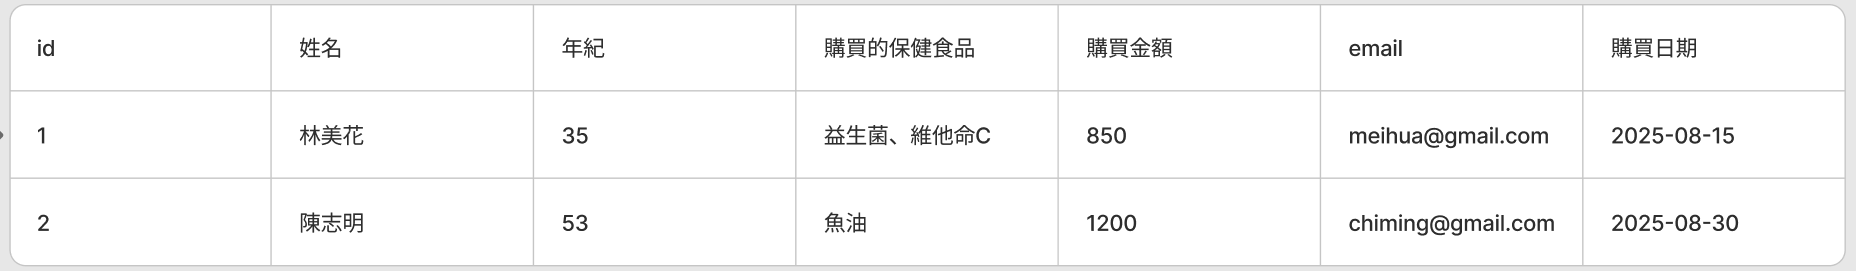 id 姓名 年紀 購買的保健食品 購買金額 email 購買日期
1 林美花 35 益生菌、維他命C 850 meihua@gmail.com 2025-08-15
2 陳志明 53 魚油 1200 chiming@gmail.com 2025-08-30